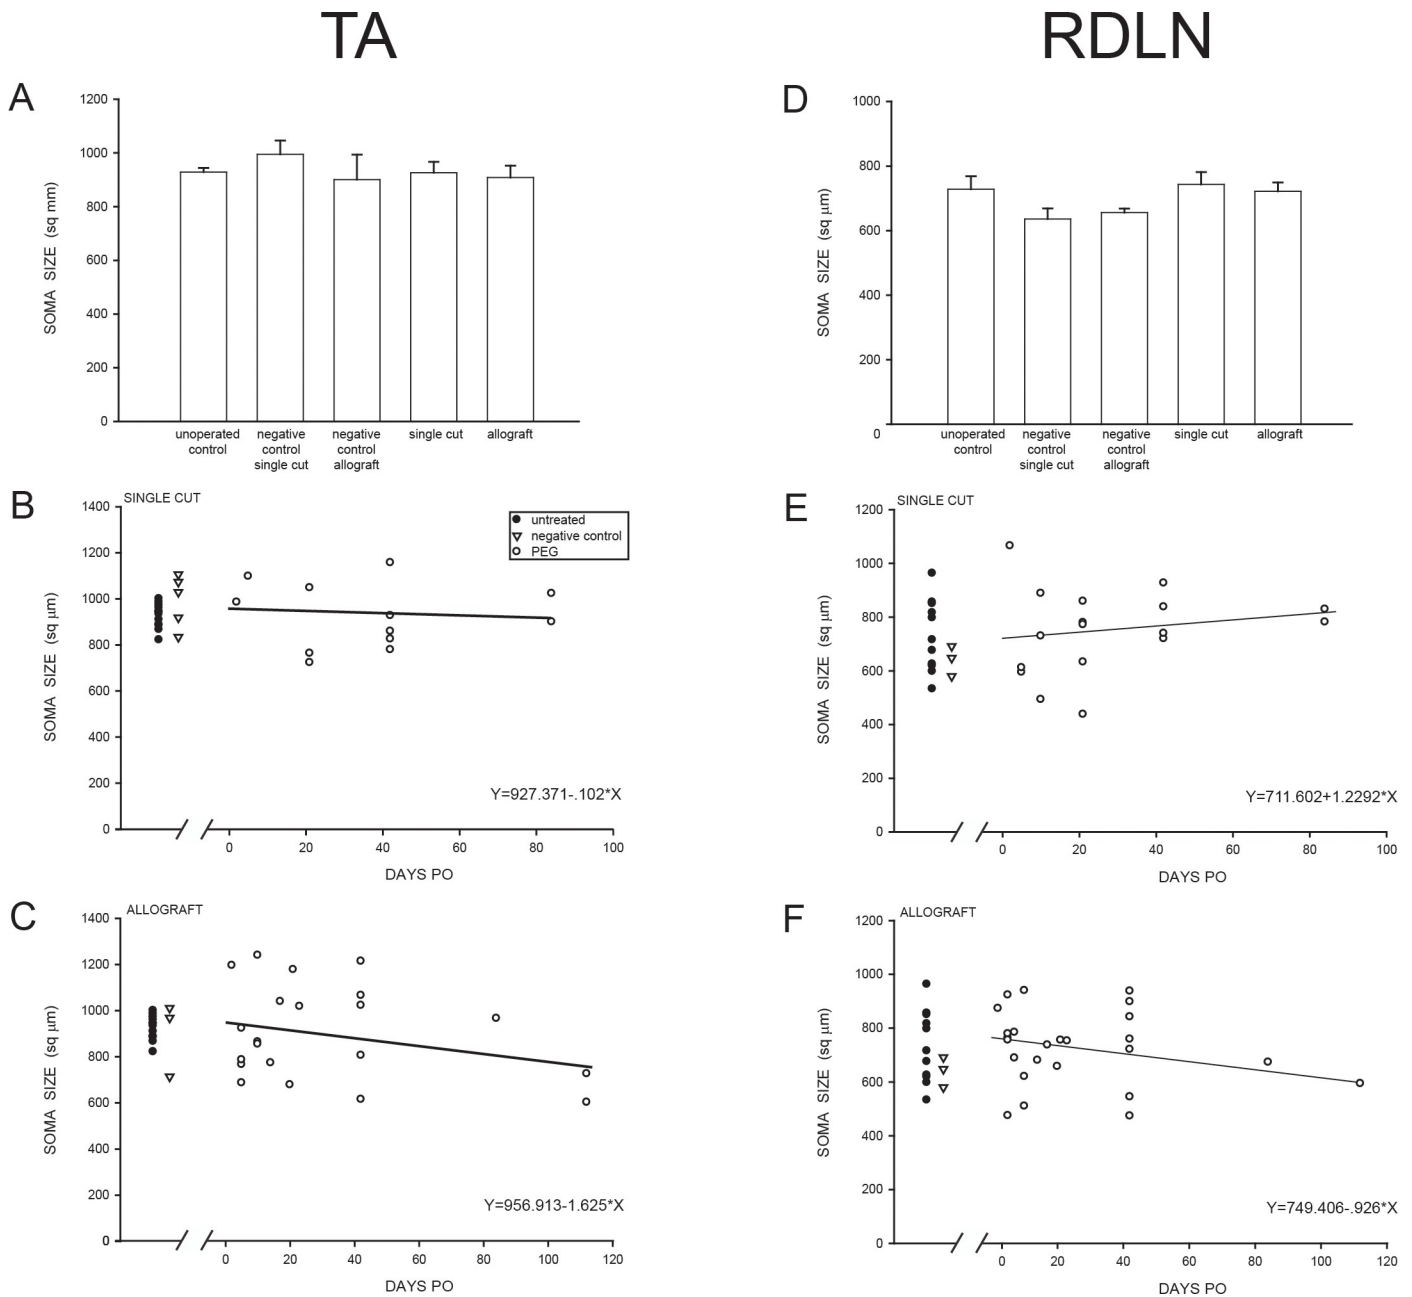 TA
RDLN
A
1200
1000
800
600
400
200
0
SOMA SIZE (sq mm)
unoperated control
negative control single cut
negative control allograft
single cut
allograft
D
1000
800
600
400
200
0
SOMA SIZE (sq µm)
unoperated control
negative control single cut
negative control allograft
single cut
allograft
B
SINGLE CUT
1400
1200
1000
800
600
400
200
0
SOMA SIZE (sq µm)
untreated
negative control
PEG
Y=927.371-.102*X
0 20 40 60 80 100
DAYS PO
E
SINGLE CUT
1200
1000
800
600
400
200
0
SOMA SIZE (sq µm)
Y=711.602+1.2292*X
0 20 40 60 80 100
DAYS PO
C
ALLOGRAFT
1400
1200
1000
800
600
400
200
0
SOMA SIZE (sq µm)
Y=956.913-1.625*X
0 20 40 60 80 100 120
DAYS PO
F
ALLOGRAFT
1200
1000
800
600
400
200
0
SOMA SIZE (sq µm)
Y=749.406-.926*X
0 20 40 60 80 100 120
DAYS PO